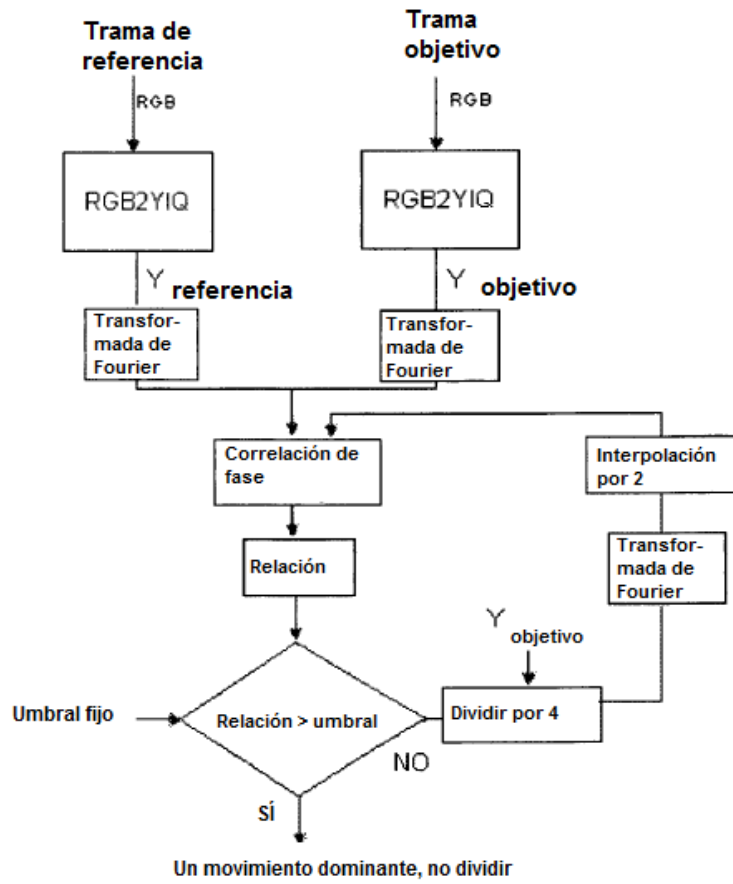 Trama de
referencia
Trama
objetivo
RGB
RGB
RGB2YIQ
RGB2YIQ
Y referencia
Y objetivo
Transfor-
mada de
Fourier
Transfor-
mada de
Fourier
Correlación de
fase
Interpolación
por 2
Relación
Transfor-
mada de
Fourier
Y objetivo
Umbral fijo
Relación > umbral
Dividir por 4
NO
SÍ
Un movimiento dominante, no dividir